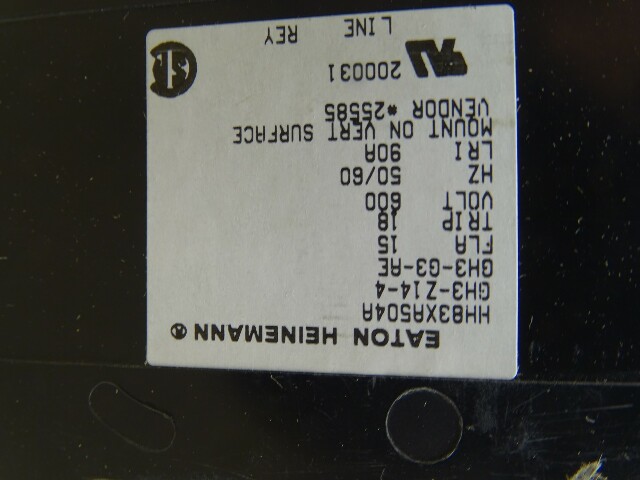 EATON HEINEMANN ®
HH83XA504A
GH3-Z14-4
GH3-G3-AE
FLA 15
TRIP 18
VOLT 600
HZ 50/60
LRI 90A
MOUNT ON VERT SURFACE
VENDOR #25585
200031
LINE REY